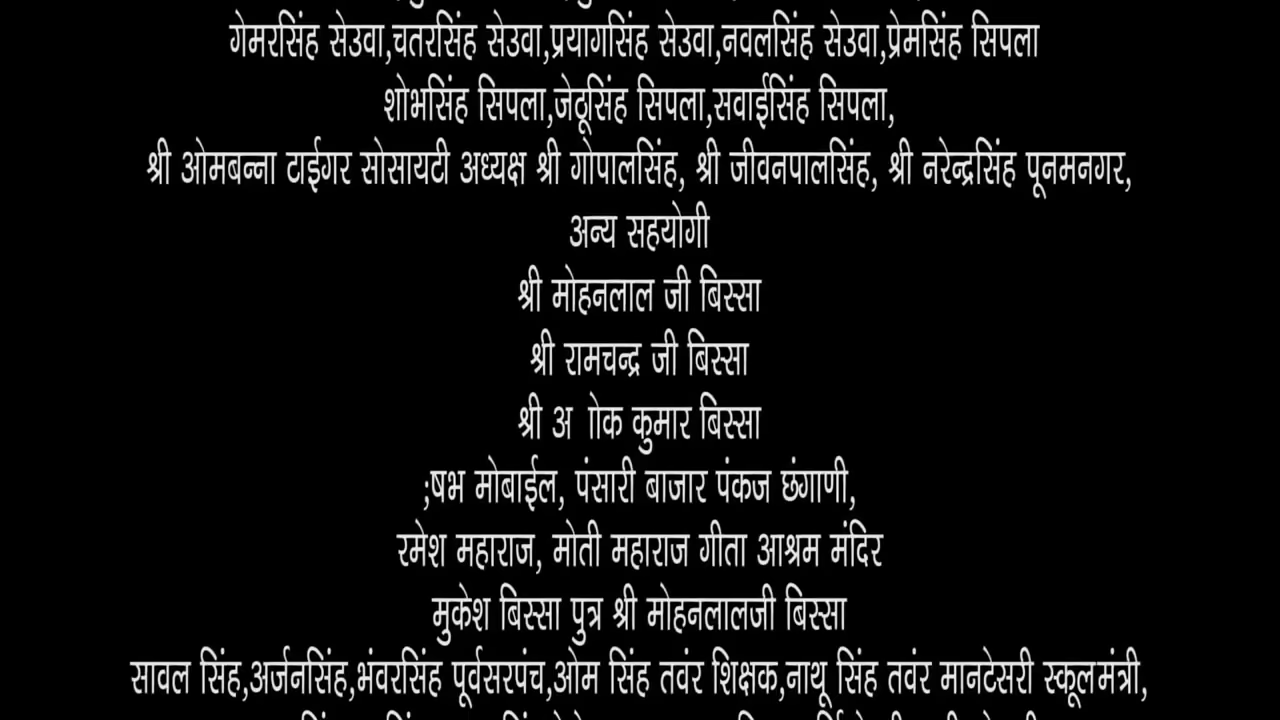 गेमरसिंह सेउवा,चतरसिंह सेउवा,प्रयागसिंह सेउवा,नवलसिंह सेउवा,प्रेमसिंह सिपला
शोभसिंह सिपला,जेठूसिंह सिपला,सवाईसिंह सिपला,
श्री ओमबन्ना टाईगर सोसायटी अध्यक्ष श्री गोपालसिंह, श्री जीवनपालसिंह, श्री नरेन्द्रसिंह पूनमनगर,
अन्य सहयोगी
श्री मोहनलाल जी बिस्सा
श्री रामचन्द्र जी बिस्सा
श्री अ ाोक कुमार बिस्सा
;षभ मोबाईल, पंसारी बाजार पंकज छंगाणी,
रमेश महाराज, मोती महाराज गीता आश्रम मंदिर
मुकेश बिस्सा पुत्र श्री मोहनलालजी बिस्सा
सावल सिंह,अर्जनसिंह,भंवरसिंह पूर्वसरपंच,ओम सिंह तवंर शिक्षक,नाथू सिंह तवंर मानटेसरी स्कूलमंत्री,